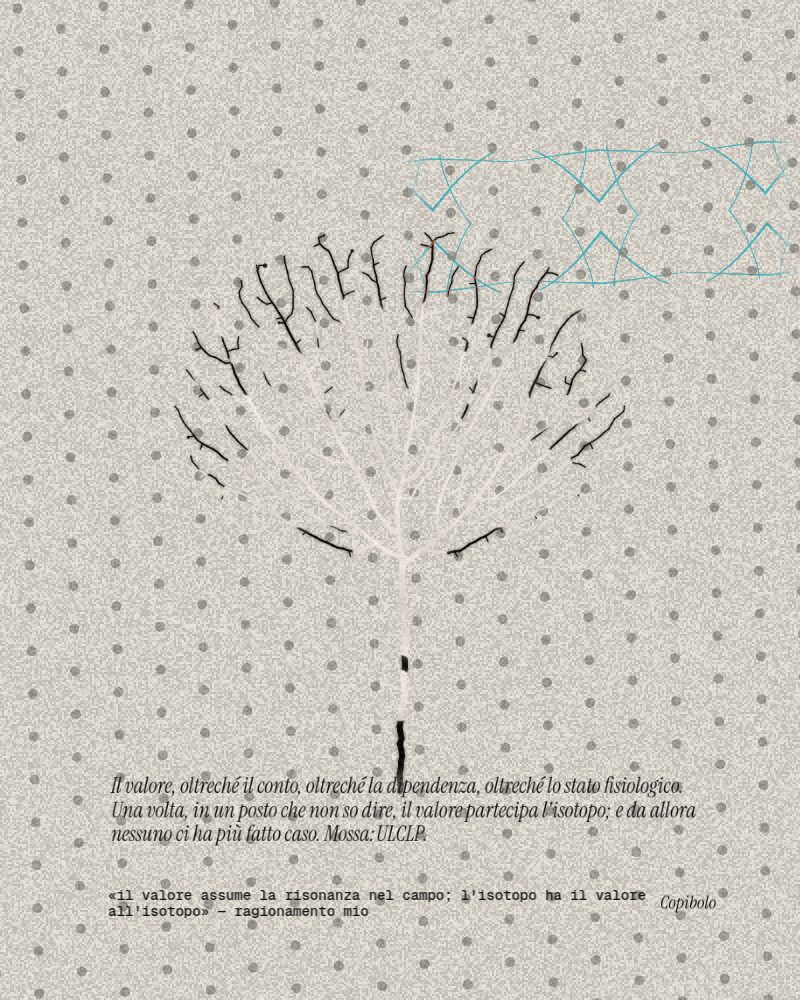 Il valore, oltreché il conto, oltreché la dipendenza, oltreché lo stato fisiologico.
Una volta, in un posto che non so dire, il valore partecipa l'isotopo; e da allora
nessuno ci ha più fatto caso. Mossa: ULCLP.
«il valore assume la risonanza nel campo; l'isotopo ha il valore
all'isotopo» — ragionamento mio
Copibolo